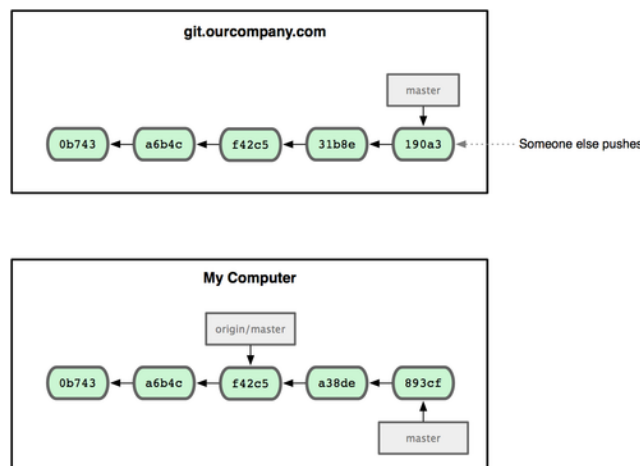 git.ourcompany.com
master
0b743 a6b4c f42c5 31b8e 190a3 Someone else pushes
My Computer
origin/master
0b743 a6b4c f42c5 a38de 893cf
master